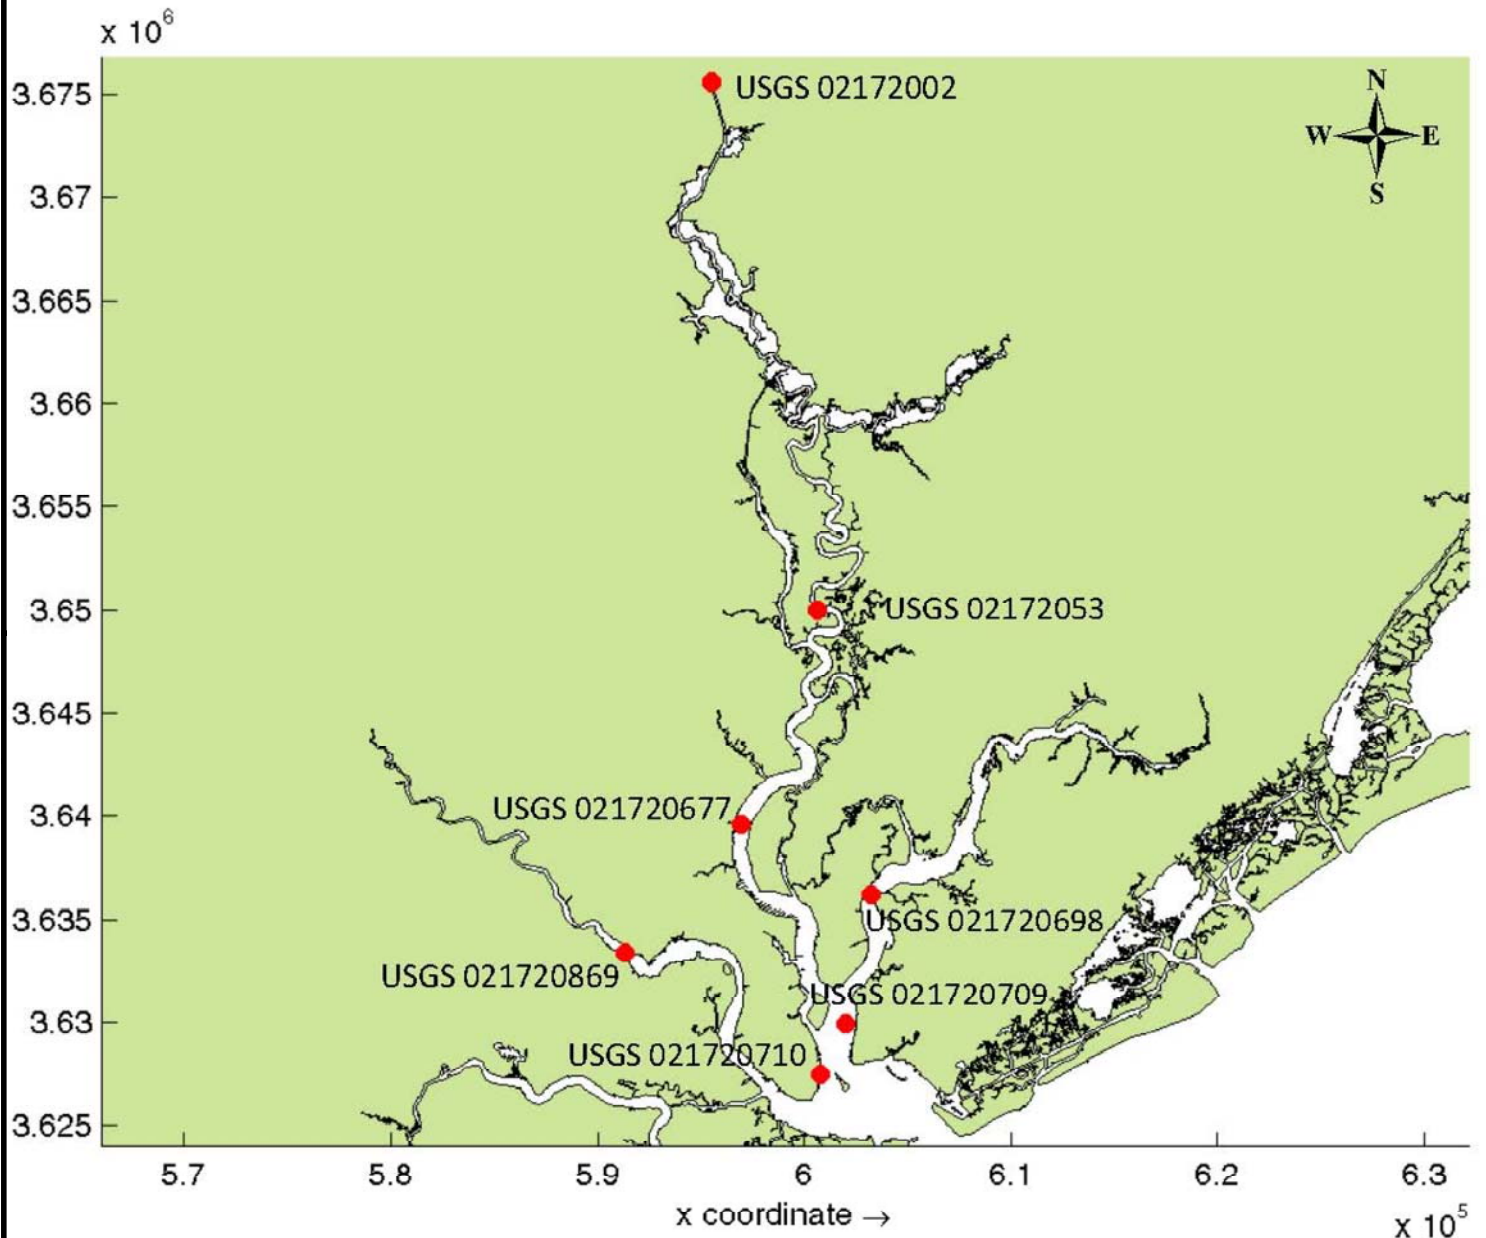 x 10^6
3.675
USGS 02172002
N
W E
S
3.67
3.665
3.66
3.655
3.65
USGS 02172053
3.645
3.64
USGS 021720677
3.635
USGS 021720698
USGS 021720869
USGS 021720709
3.63
USGS 021720710
3.625
5.7 5.8 5.9 6 6.1 6.2 6.3
x coordinate →
x 10^5